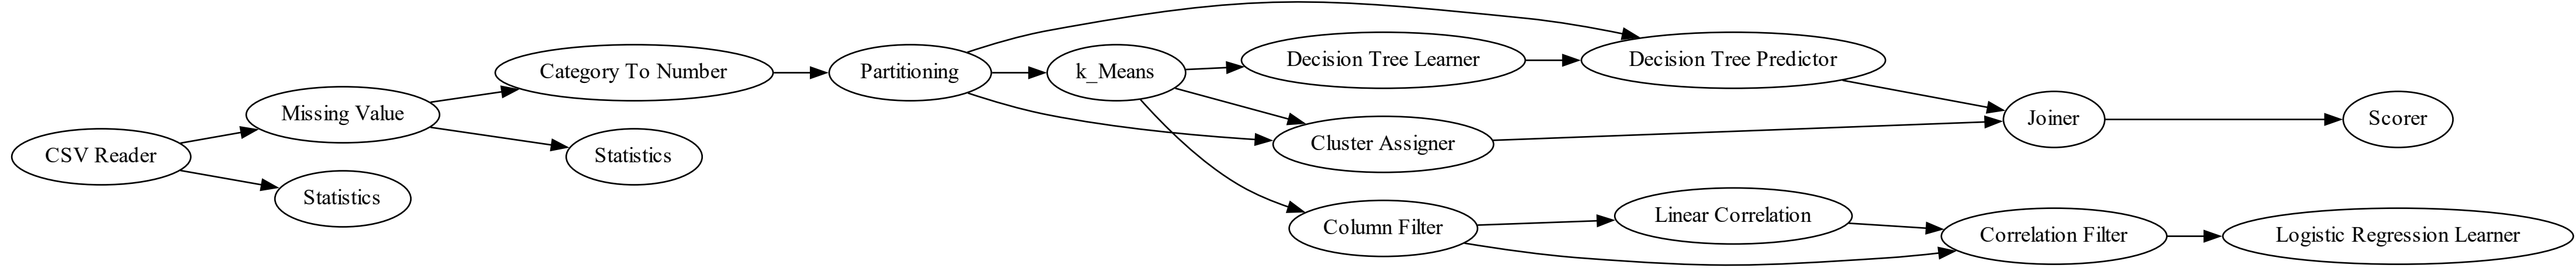 CSV Reader
Missing Value
Statistics
Category To Number
Statistics
Partitioning
k_Means
Decision Tree Learner
Cluster Assigner
Column Filter
Decision Tree Predictor
Linear Correlation
Joiner
Correlation Filter
Scorer
Logistic Regression Learner